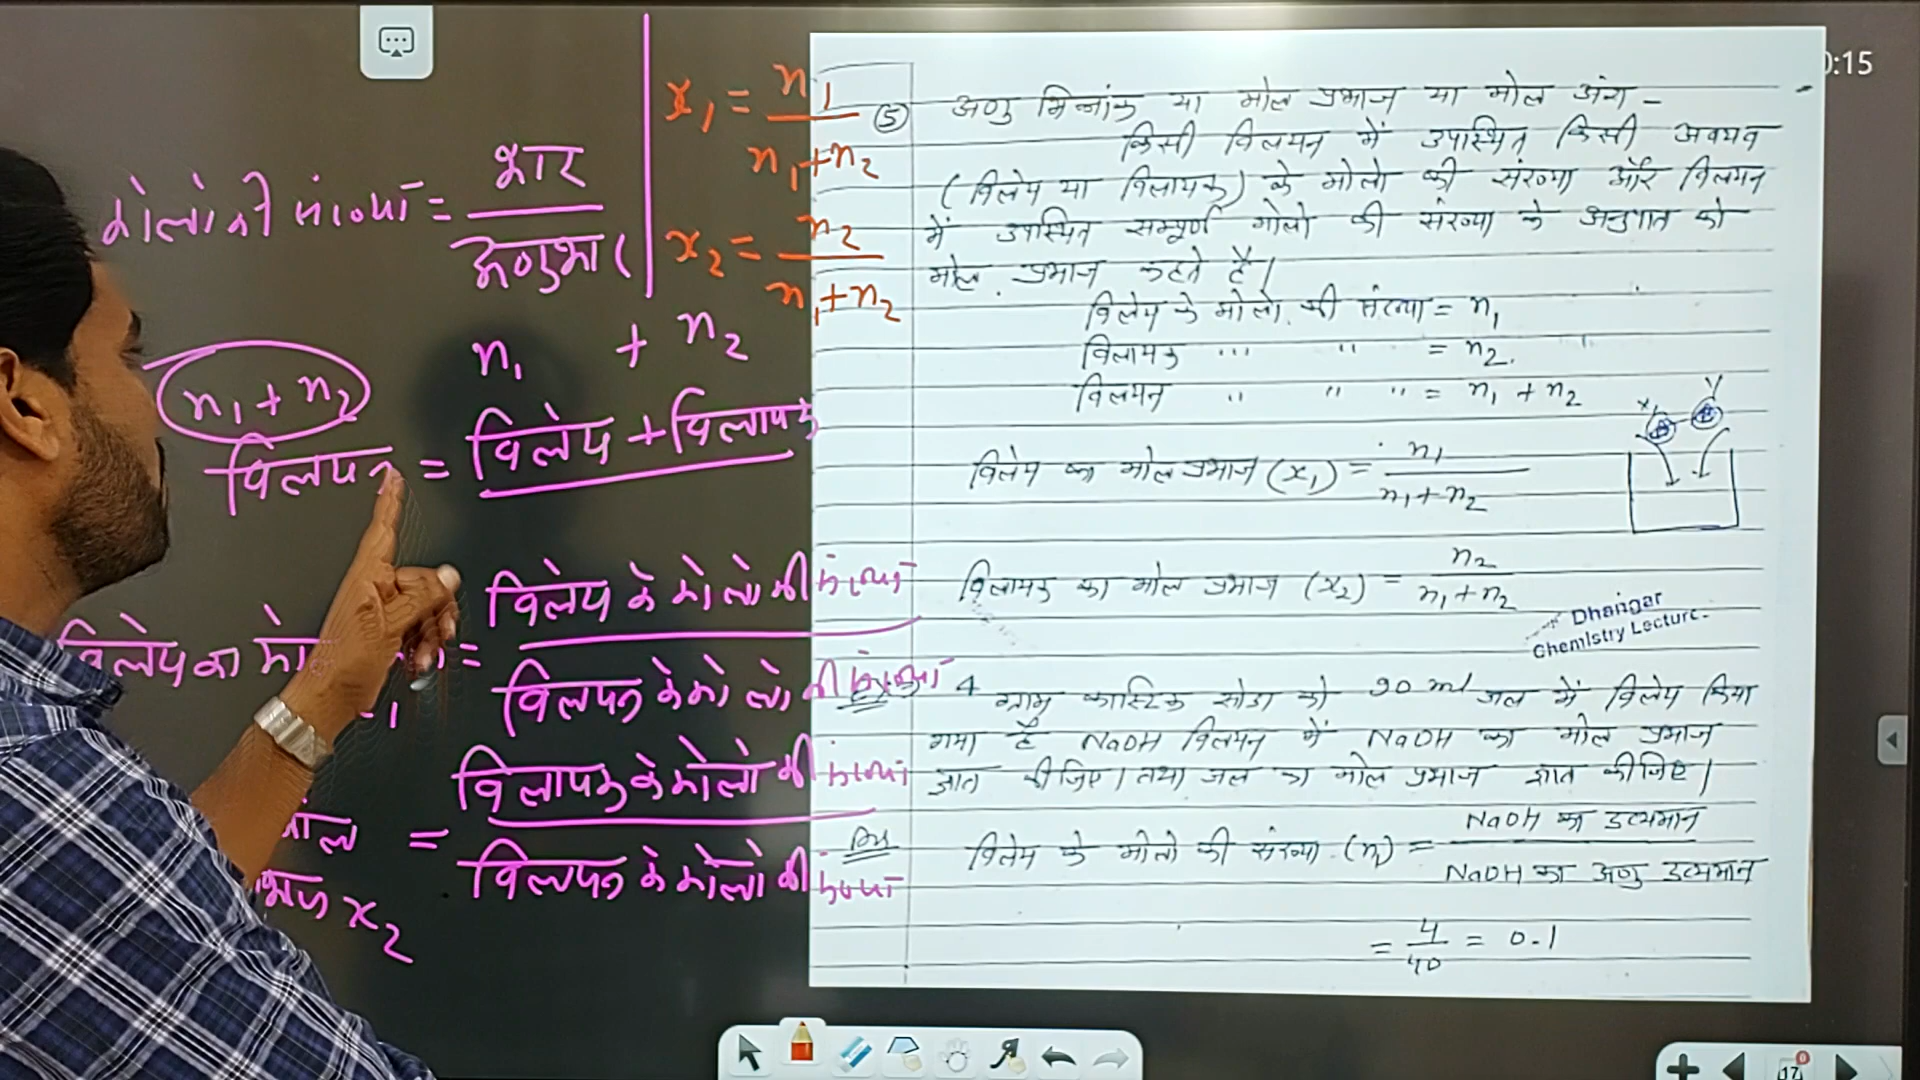 मोलो की संख्या = भार / अणुभार
x₁ = n₁ / n₁+n₂
x₂ = n₂ / n₁+n₂
n₁ + n₂
n₁ + n₂
विलयन = विलेय + विलायक
विलेय का मो = विलेय के मोलो की संख्या / विलयन के मोलो की संख्या
मोल = विलायक के मोलो की संख्या / विलयन के मोलो की संख्या
x₂
:15
⑤ अणु भिन्नांक या मोल प्रभाज या मोल अंश -
किसी विलयन में उपस्थित किसी अवयव
(विलेय या विलायक) के मोलो की संख्या और विलयन
में उपस्थित सम्पूर्ण मोलो की संख्या के अनुपात को
मोल प्रभाज कहते है।
विलेय के मोलो की संख्या = n₁
विलायक ... " = n₂.
विलयन " " " = n₁ + n₂
x y
विलेय का मोल प्रभाज (x₁) = n₁ / n₁+n₂
विलायक का मोल प्रभाज (x₂) = n₂ / n₁+n₂
Dhangar
Chemistry Lecture.
4 ग्राम कास्टिक सोडा को 90 ml जल में विलेय किया
गया है NaOH विलयन में NaOH का मोल प्रभाज
ज्ञात कीजिए। तथा जल का मोल प्रभाज ज्ञात कीजिए।
विलेय के मोलो की संख्या (n₁) = NaOH का द्रव्यमान / NaOH का अणु द्रव्यमान
= 4/40 = 0.1
17